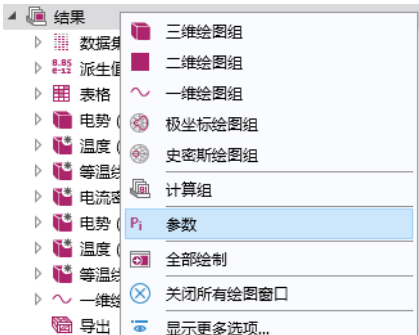 结果
三维绘图组
数据集
二维绘图组
8.85
e-12
派生值
表格
一维绘图组
电势 (
极坐标绘图组
温度 (
史密斯绘图组
等温线
计算组
电流密
电势 (
Pi
参数
温度 (
全部绘制
等温线
关闭所有绘图窗口
一维绘
导出
显示更多选项...